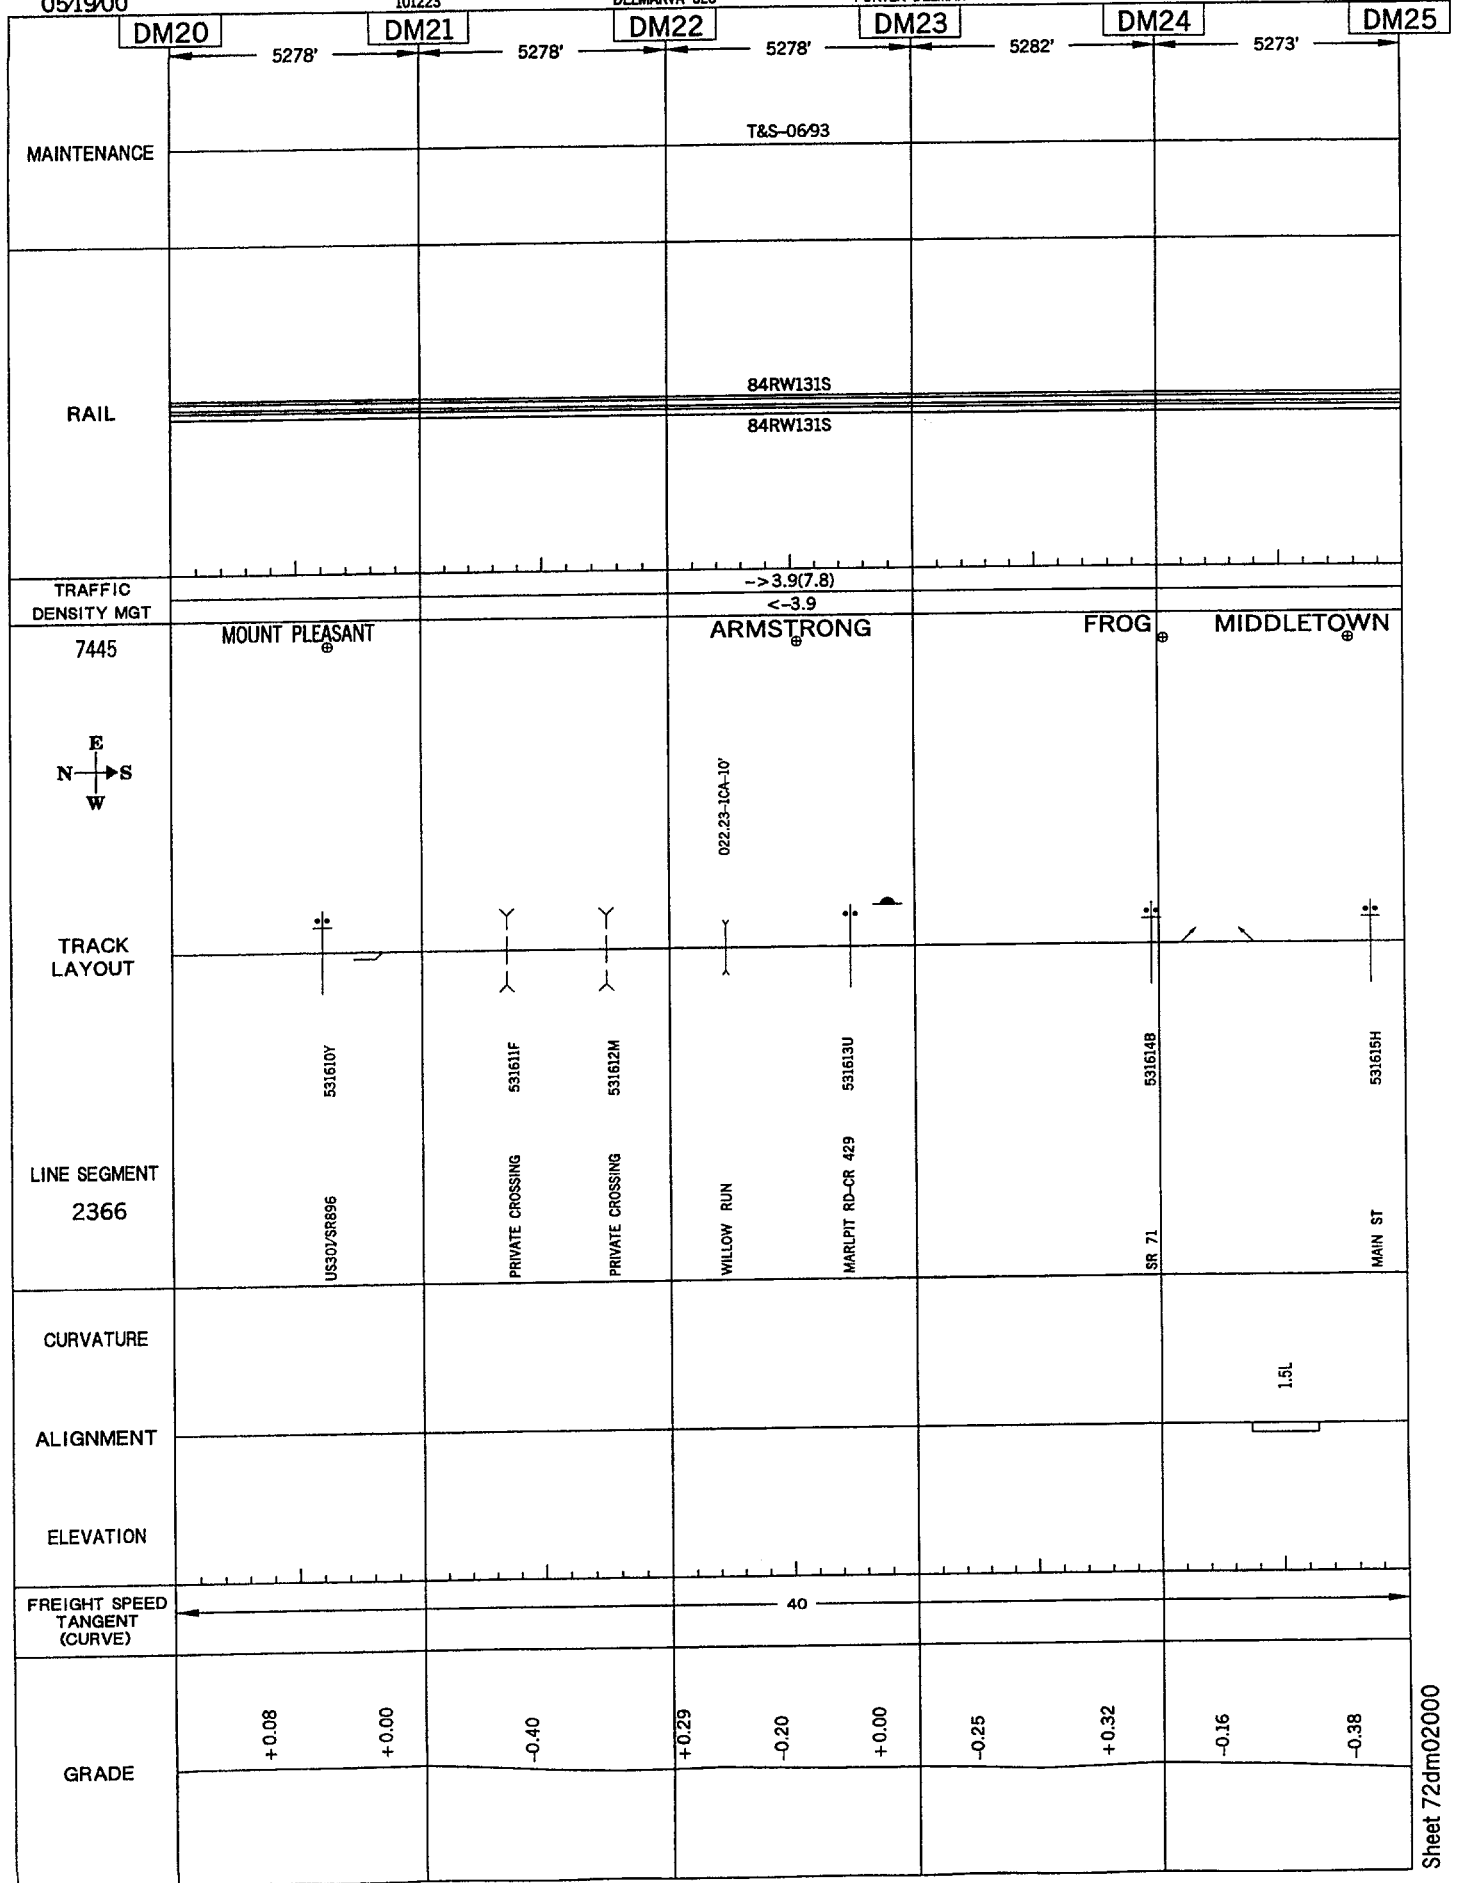 05/19/00
101223
DM20
DM21
DM22
DM23
DM24
DM25
5278'
5278'
5278'
5282'
5273'
MAINTENANCE
T&S-06/93
RAIL
84RW131S
84RW131S
TRAFFIC
DENSITY MGT
->3.9(7.8)
<-3.9
7445
MOUNT PLEASANT
ARMSTRONG
FROG
MIDDLETOWN
E
N S
W
022.23-1CA-10'
TRACK
LAYOUT
531610Y
531611F
531612M
531613U
531614B
531615H
LINE SEGMENT
2366
US301/SR896
PRIVATE CROSSING
PRIVATE CROSSING
WILLOW RUN
MARLPIT RD-CR 429
SR 71
MAIN ST
CURVATURE
1.5L
ALIGNMENT
ELEVATION
FREIGHT SPEED
TANGENT
(CURVE)
40
GRADE
+0.08
+0.00
-0.40
+0.29
-0.20
+0.00
-0.25
+0.32
-0.16
-0.38
Sheet 72dm02000